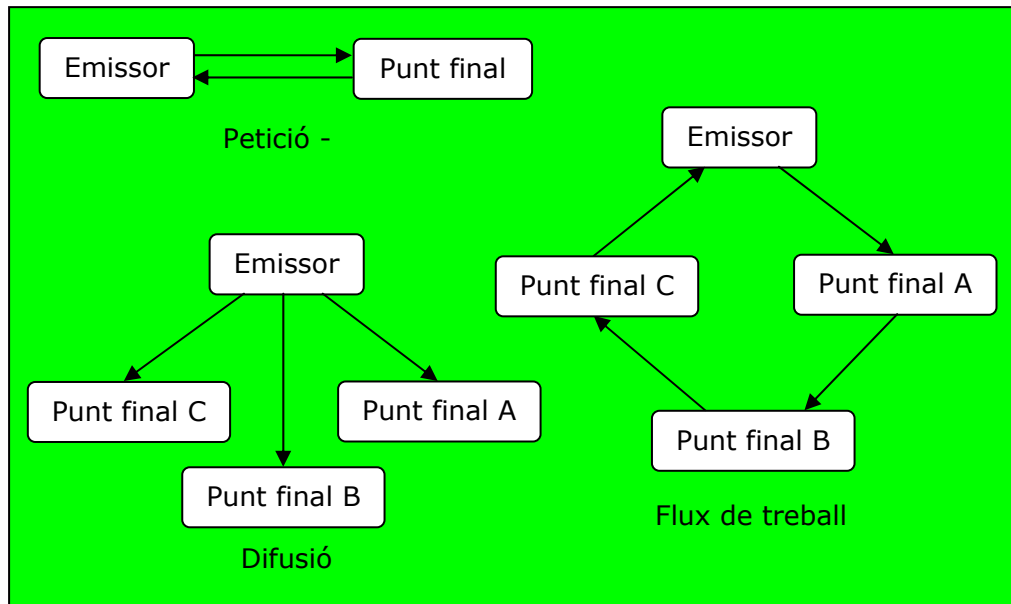 Emissor
Punt final
Petició -
Emissor
Punt final C
Punt final A
Punt final B
Difusió
Emissor
Punt final C
Punt final A
Punt final B
Flux de treball